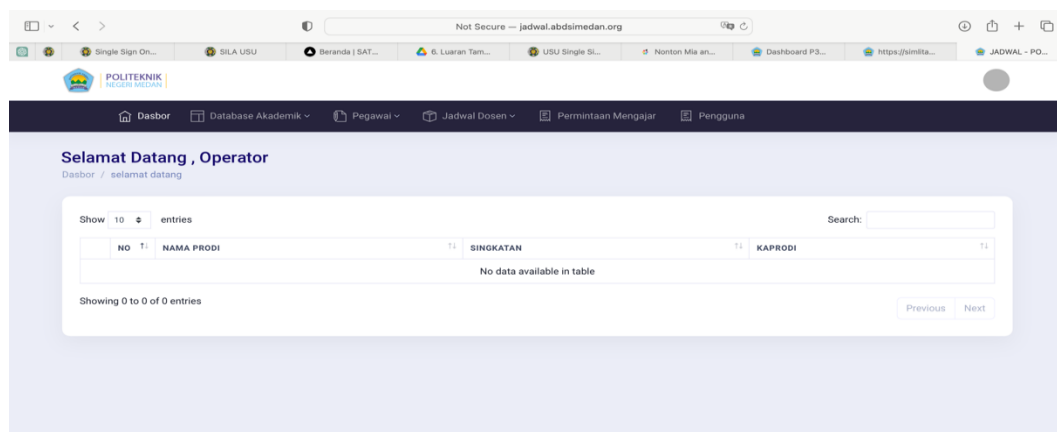 Not Secure — jadwal.abdsimedan.org
Single Sign On...
SILA USU
Beranda | SAT...
6. Luaran Tam...
USU Single Si...
Nonton Mia an...
Dashboard P3...
https://simlita...
JADWAL - PO...
POLITEKNIK
NEGERI MEDAN
Dasbor
Database Akademik
Pegawai
Jadwal Dosen
Permintaan Mengajar
Pengguna
Selamat Datang , Operator
Dasbor / selamat datang
Show 10 entries
Search:
NO NAMA PRODI SINGKATAN KAPRODI
No data available in table
Showing 0 to 0 of 0 entries
Previous Next